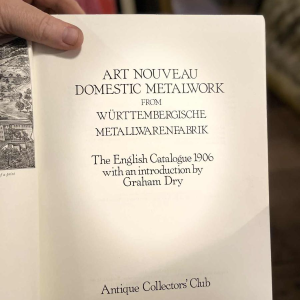 ART NOUVEAU
DOMESTIC METALWORK
FROM
WÜRTTEMBERGISCHE
METALLWARENFABRIK
The English Catalogue 1906
with an introduction by
Graham Dry
Antique Collectors' Club